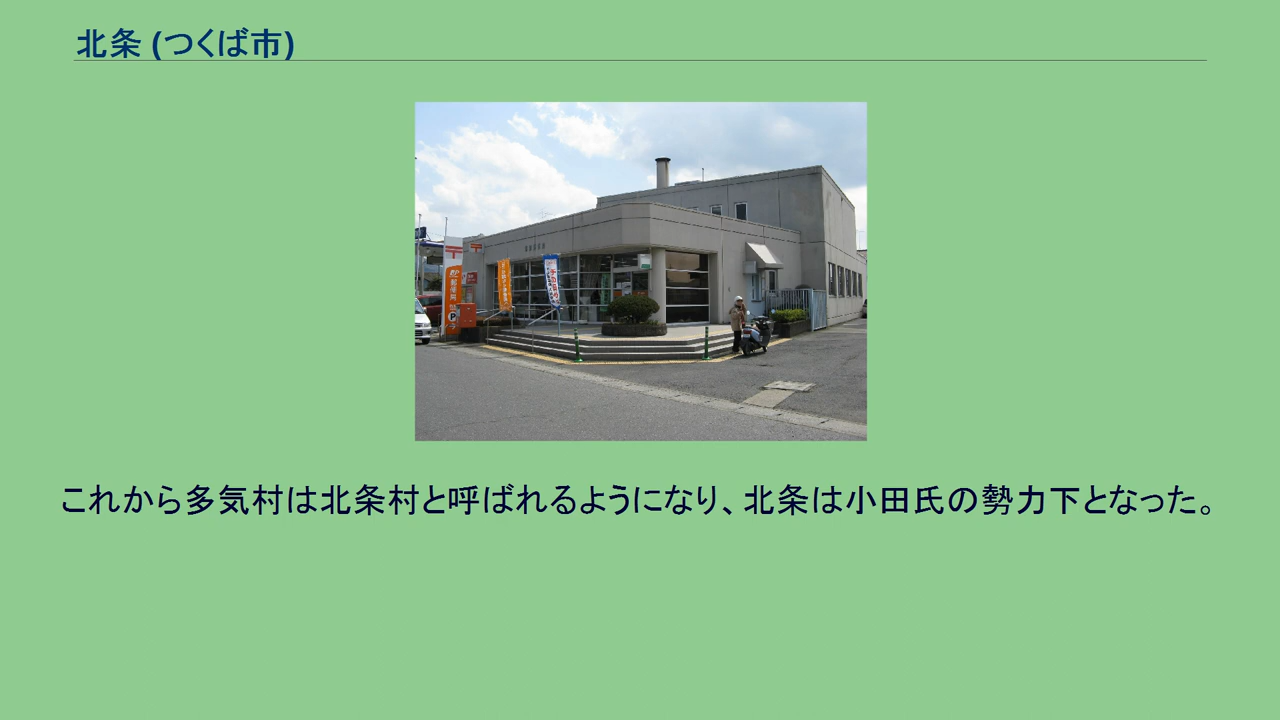 北条 (つくば市)
これから多気村は北条村と呼ばれるようになり、北条は小田氏の勢力下となった。